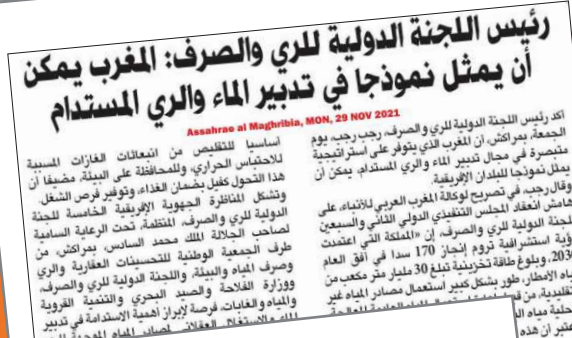 رئيس اللجنة الدولية للري والصرف: المغرب يمكن
أن يمثل نموذجا في تدبير الماء والري المستدام
Assahrae al Maghribia, MON, 29 NOV 2021
أكد رئيس اللجنة الدولية للري والصرف، رجب رجب، يوم
الجمعة، بمراكش، أن المغرب الذي يتوفر على استراتيجية
متبصرة في مجال تدبير الماء والري المستدام، يمكن أن
يمثل نموذجا للبلدان الإفريقية.
وقال رجب، في تصريح لوكالة المغرب العربي للأنباء، على
هامش انعقاد المجلس التنفيذي الدولي الثاني والسبعين
للجنة الدولية للري والصرف، إن «المملكة التي اعتمدت
رؤية استشرافية تروم إنجاز 170 سدا في أفق العام
2030، وبلوغ طاقة تخزينية تبلغ 30 مليار متر مكعب من
مياه الأمطار، طور بشكل كبير استعمال مصادر المياه غير
أساسيا للتقليص من انبعاثات الغازات المسببة
للاحتباس الحراري، وللمحافظة على البيئة، مضيفا أن
هذا التحول كفيل بضمان الغذاء، وتوفير فرص الشغل.
وتشكل المناظرة الجهوية الإفريقية الخامسة للجنة
الدولية للري والصرف، المنظمة، تحت الرعاية السامية
لصاحب الجلالة الملك محمد السادس، بمراكش، من
طرف الجمعية الوطنية للتحسينات العقارية والري
وصرف المياه والبيئة، واللجنة الدولية للري والصرف،
ووزارة الفلاحة والصيد البحري والتنمية القروية
والمياه والغابات، فرصة لإبراز أهمية الاستدامة في تدبير